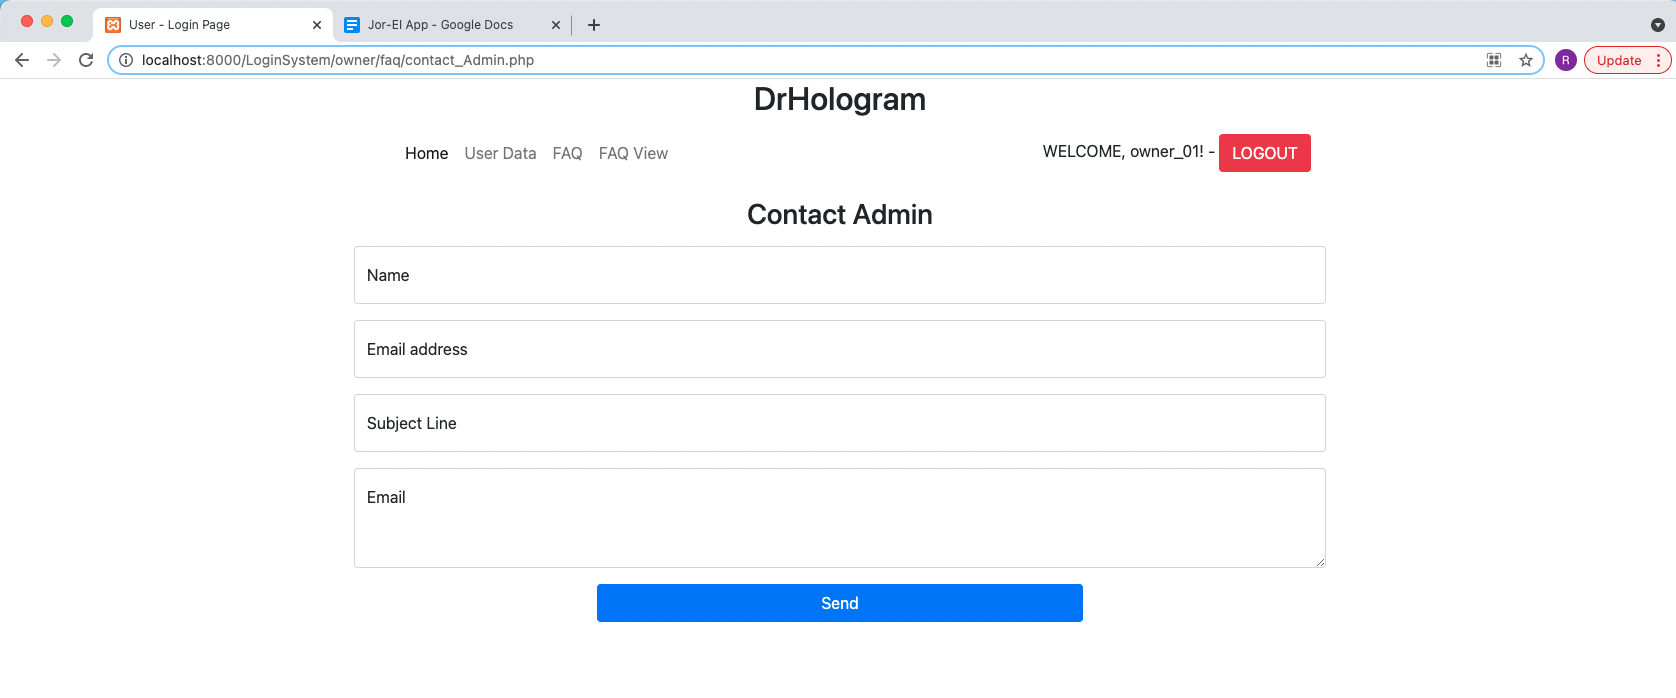 User - Login Page
Jor-El App - Google Docs
localhost:8000/LoginSystem/owner/faq/contact_Admin.php
R
Update
DrHologram
Home User Data FAQ FAQ View
WELCOME, owner_01! - LOGOUT
Contact Admin
Name
Email address
Subject Line
Email
Send